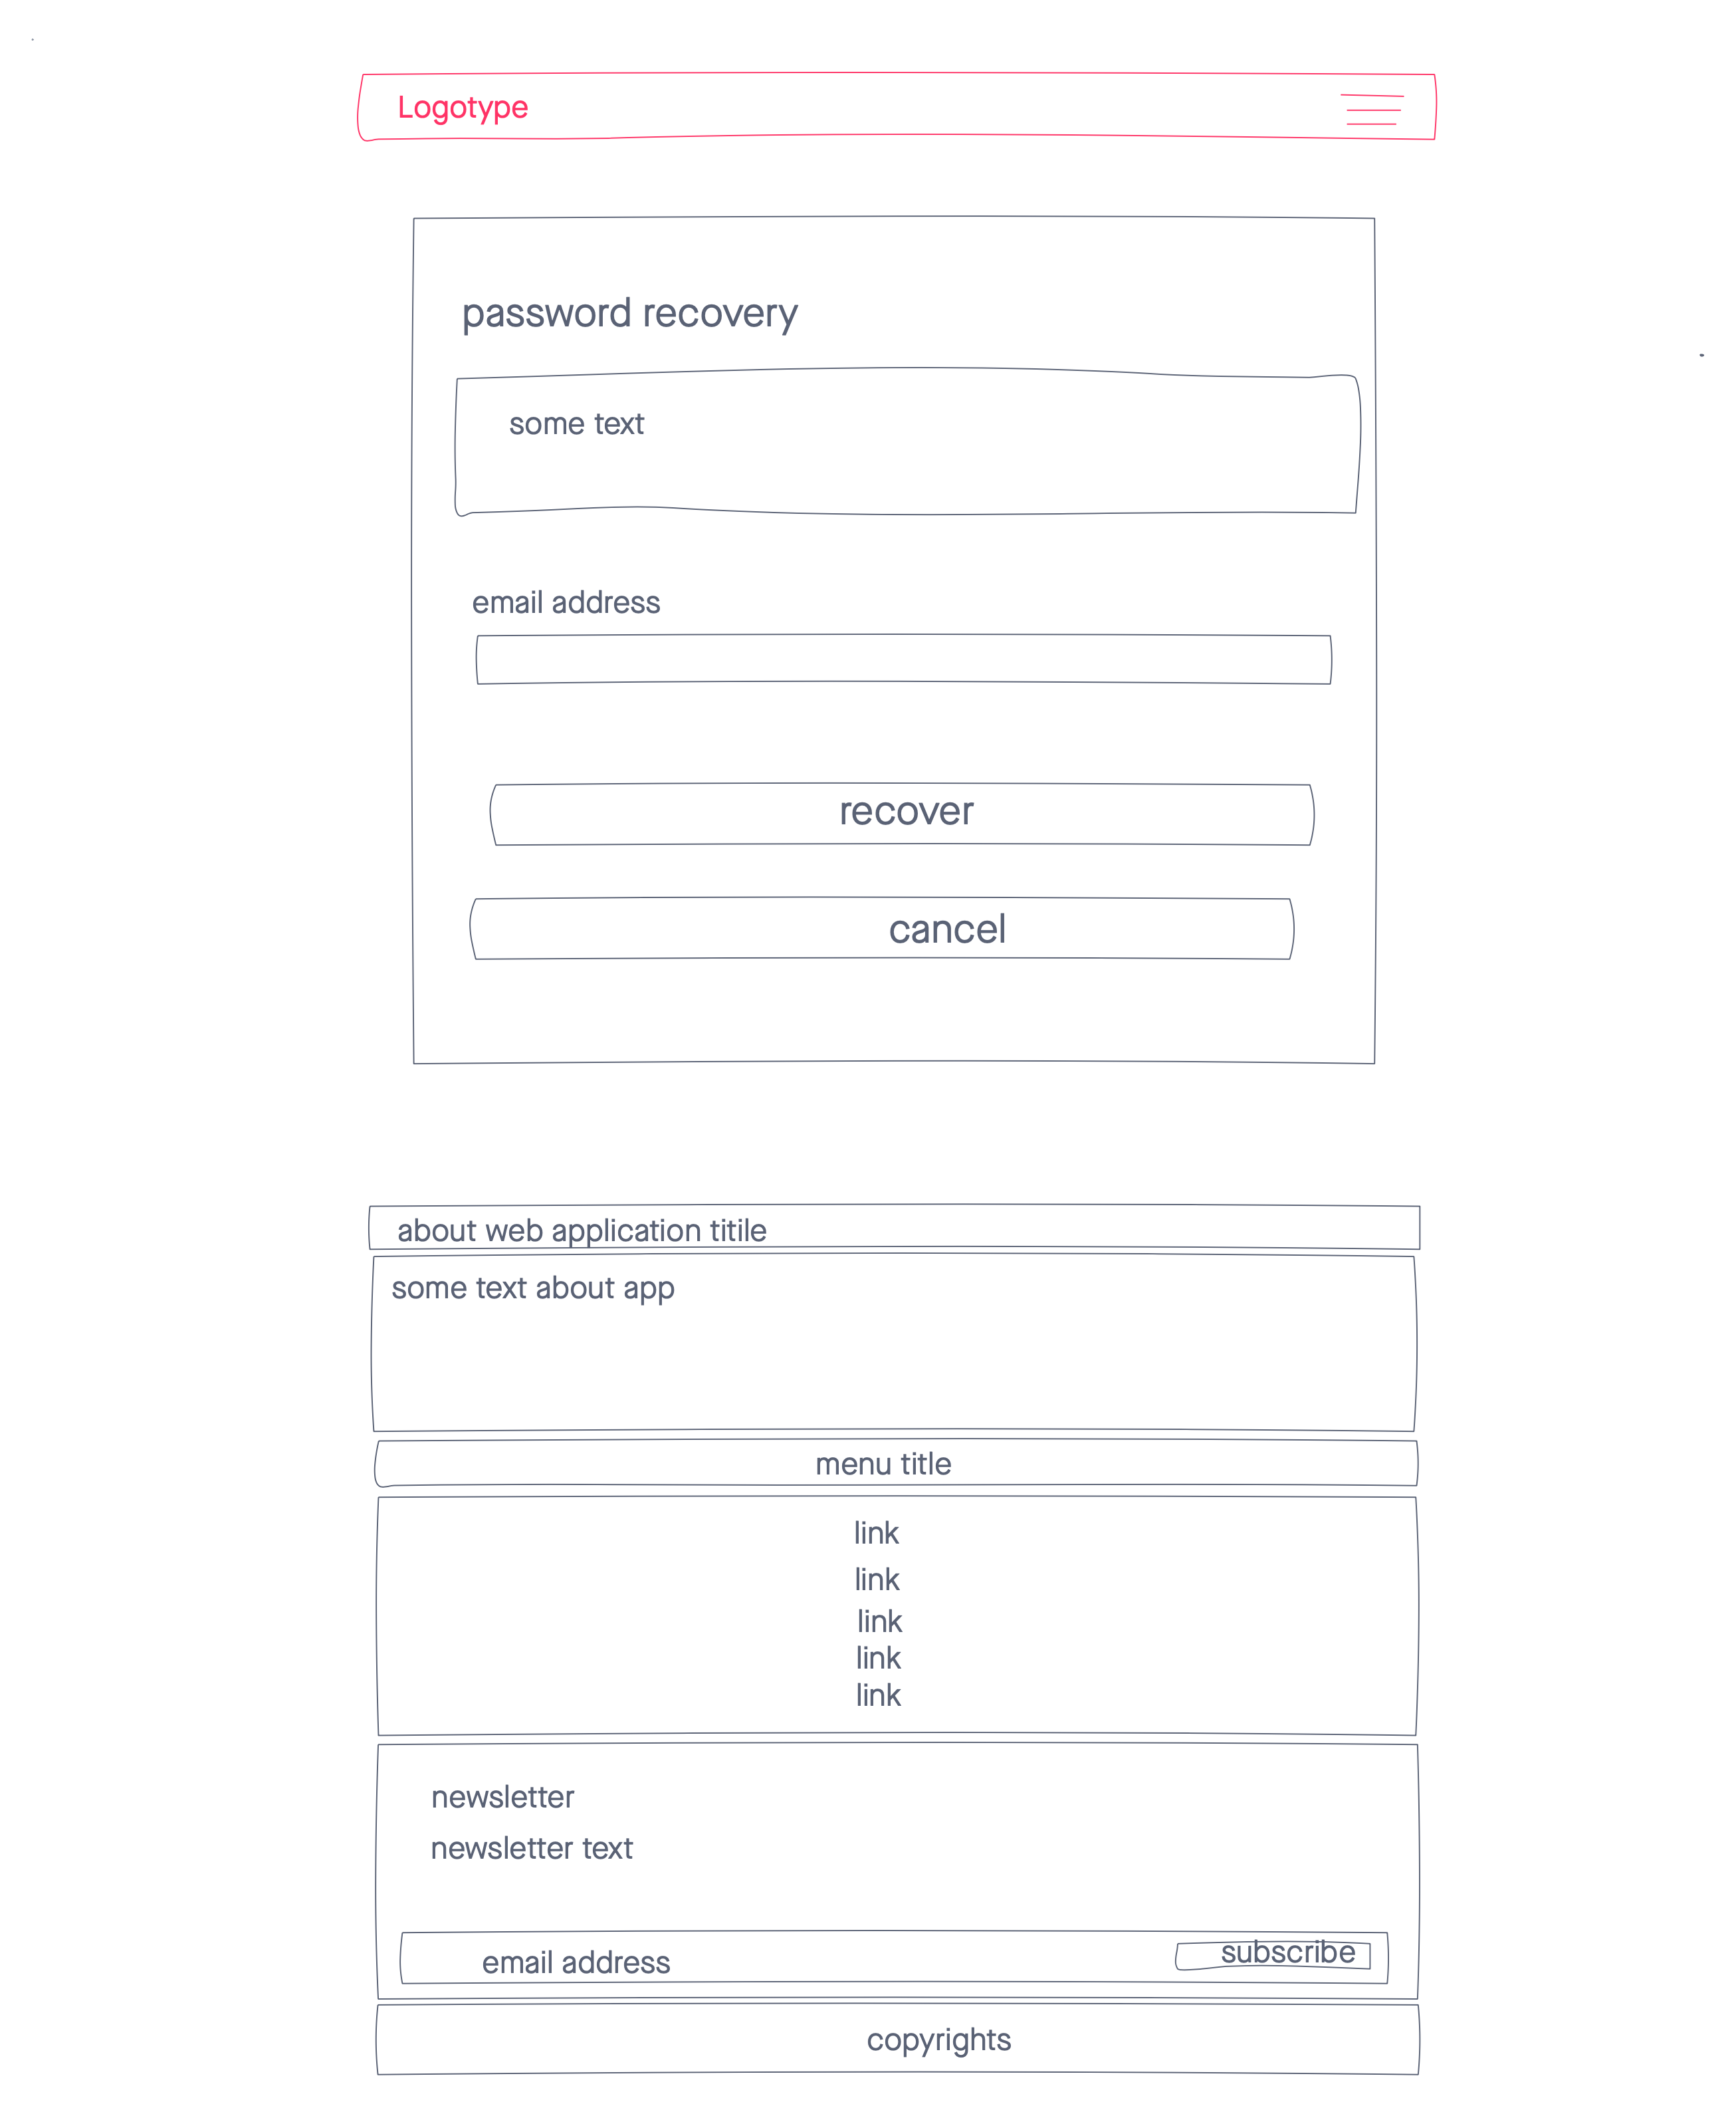 Logotype
password recovery
some text
email address
recover
cancel
about web application titile
some text about app
menu title
link
link
link
link
link
newsletter
newsletter text
email address
subscribe
copyrights